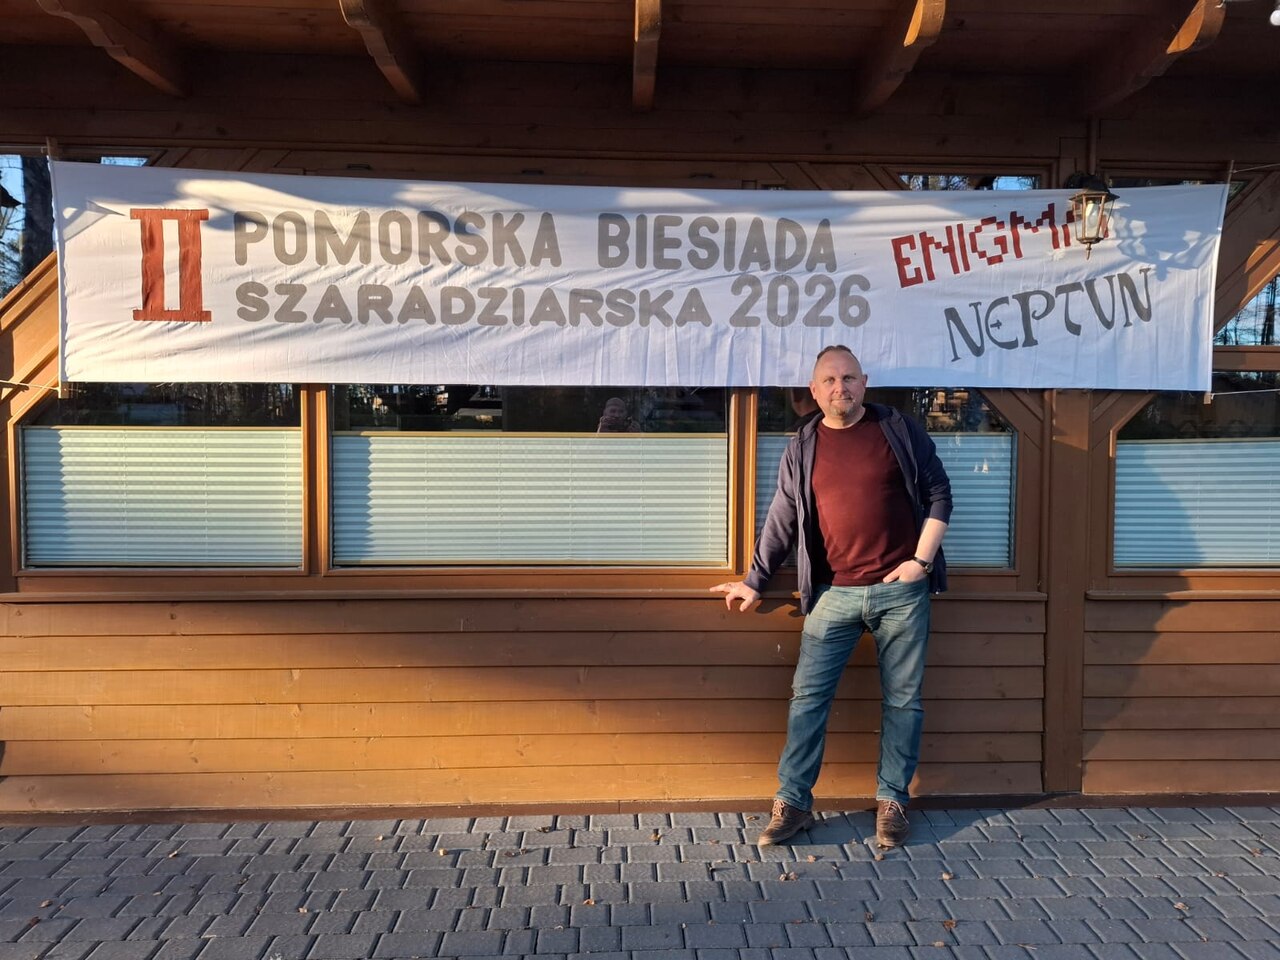 II POMORSKA BIESIADA
SZARADZIARSKA 2026
ENIGMA
NEPTUN